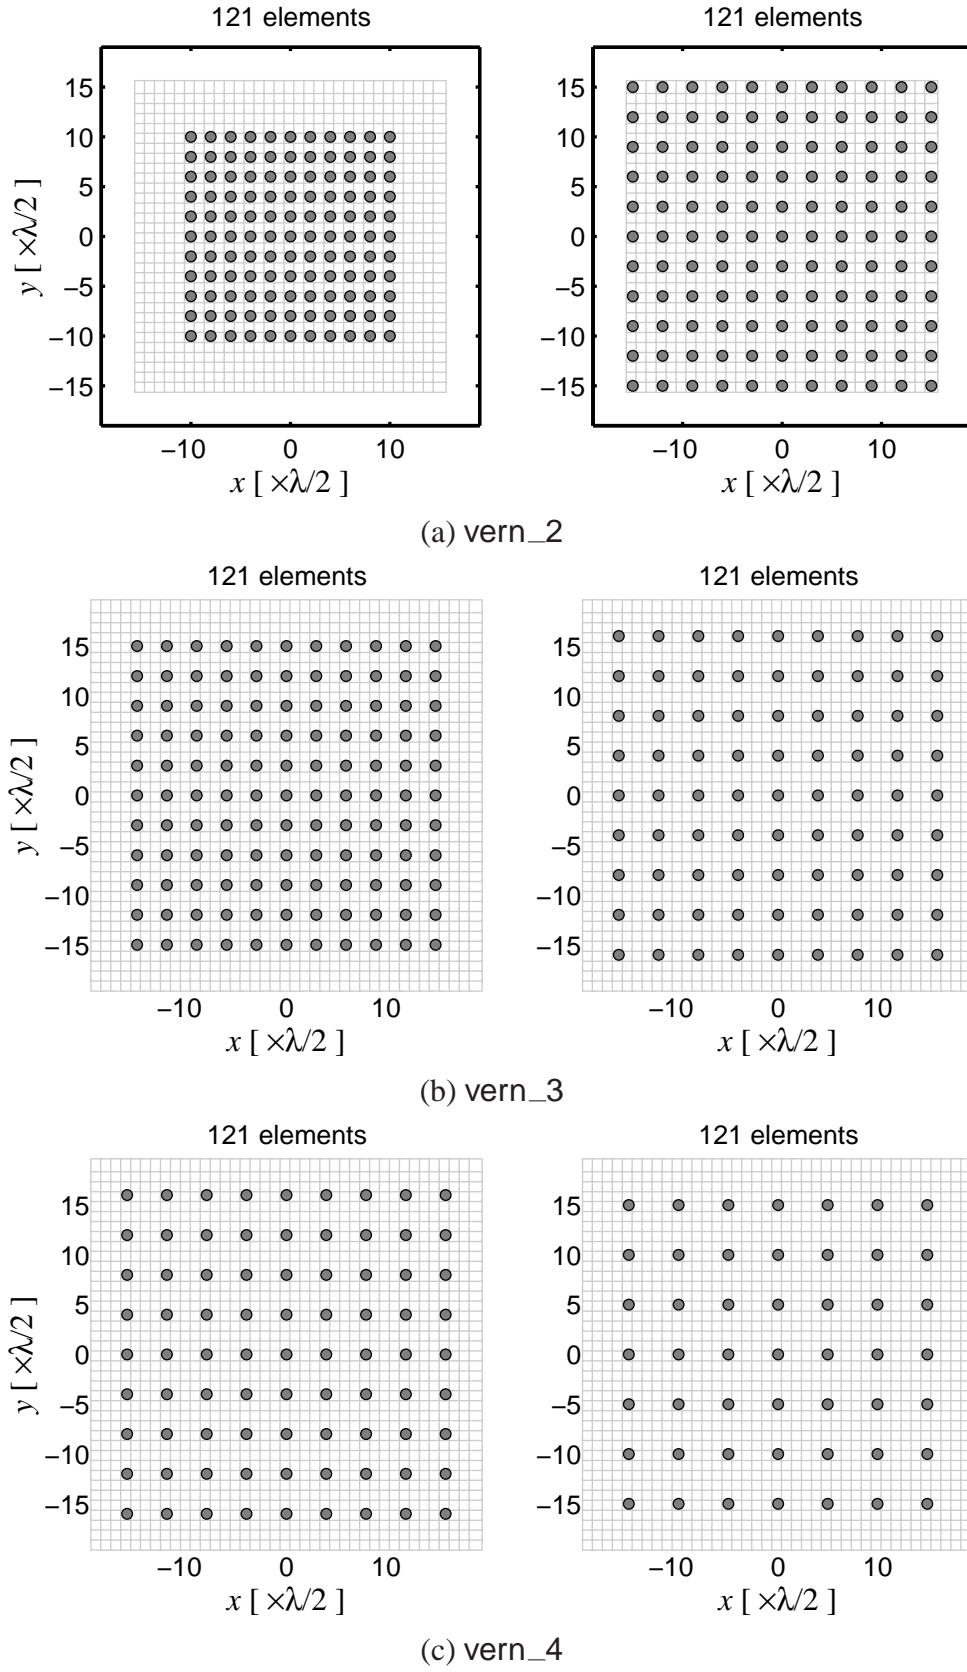 121 elements 121 elements
15 15
10 10
5 5
0 0
−5 −5
−10 −10
−15 −15
y [ ×λ/2 ]
−10 0 10 −10 0 10
x [ ×λ/2 ] x [ ×λ/2 ]
(a) vern_2
121 elements 121 elements
15 15
10 10
5 5
0 0
−5 −5
−10 −10
−15 −15
y [ ×λ/2 ]
−10 0 10 −10 0 10
x [ ×λ/2 ] x [ ×λ/2 ]
(b) vern_3
121 elements 121 elements
15 15
10 10
5 5
0 0
−5 −5
−10 −10
−15 −15
y [ ×λ/2 ]
−10 0 10 −10 0 10
x [ ×λ/2 ] x [ ×λ/2 ]
(c) vern_4